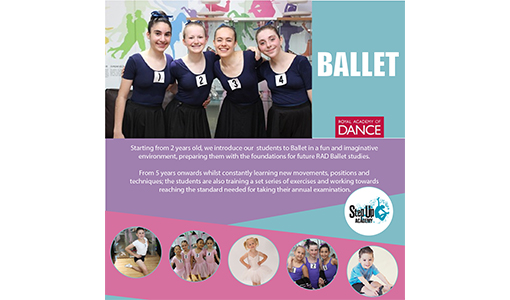 1 2 3 4
BALLET
ROYAL ACADEMY OF
DANCE
Starting from 2 years old, we introduce our students to Ballet in a fun and imaginative
environment, preparing them with the foundations for future RAD Ballet studies.
From 5 years onwards whilst constantly learning new movements, positions and
techniques; the students are also training a set series of exercises and working towards
reaching the standard needed for taking their annual examination.
Step Up
ACADEMY